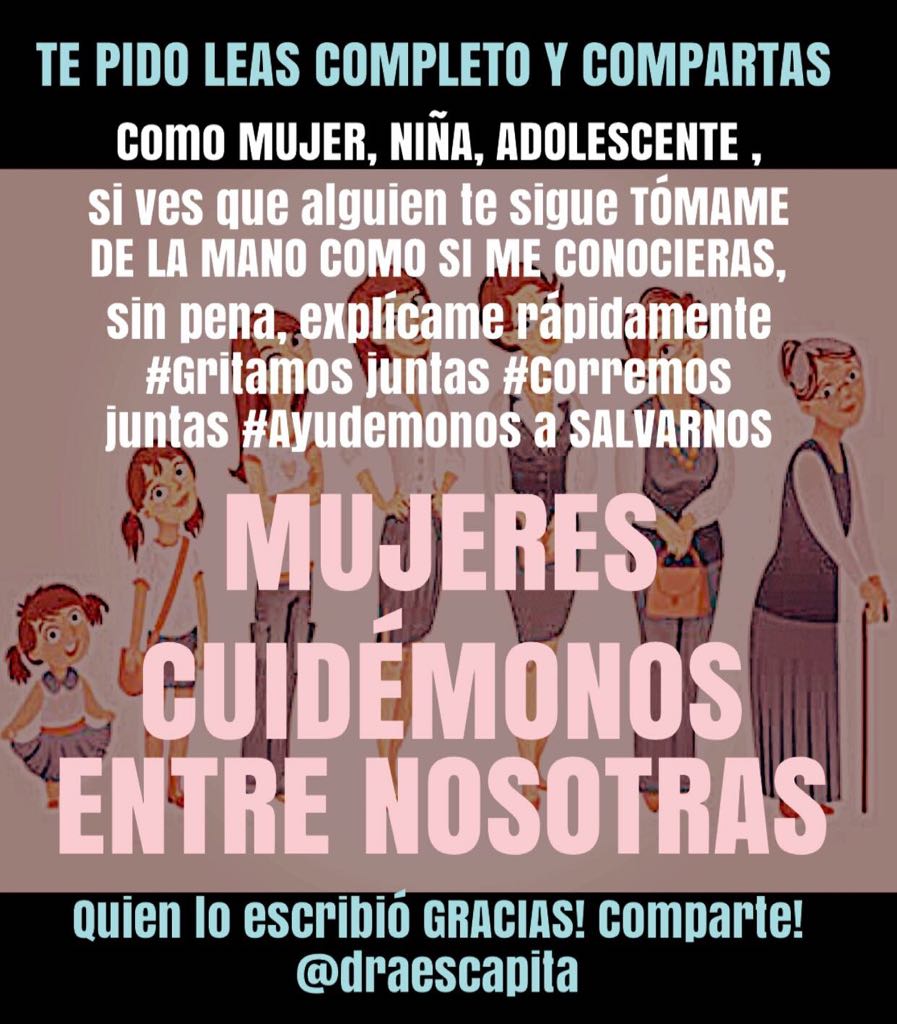 TE PIDO LEAS COMPLETO Y COMPARTAS
Como MUJER, NIÑA, ADOLESCENTE ,
si ves que alguien te sigue TÓMAME
DE LA MANO COMO SI ME CONOCIERAS,
sin pena, explícame rápidamente
#Gritamos juntas #Corremos
juntas #Ayudemonos a SALVARNOS
MUJERES
CUIDÉMONOS
ENTRE NOSOTRAS
Quien lo escribió GRACIAS! Comparte!
@draescapita